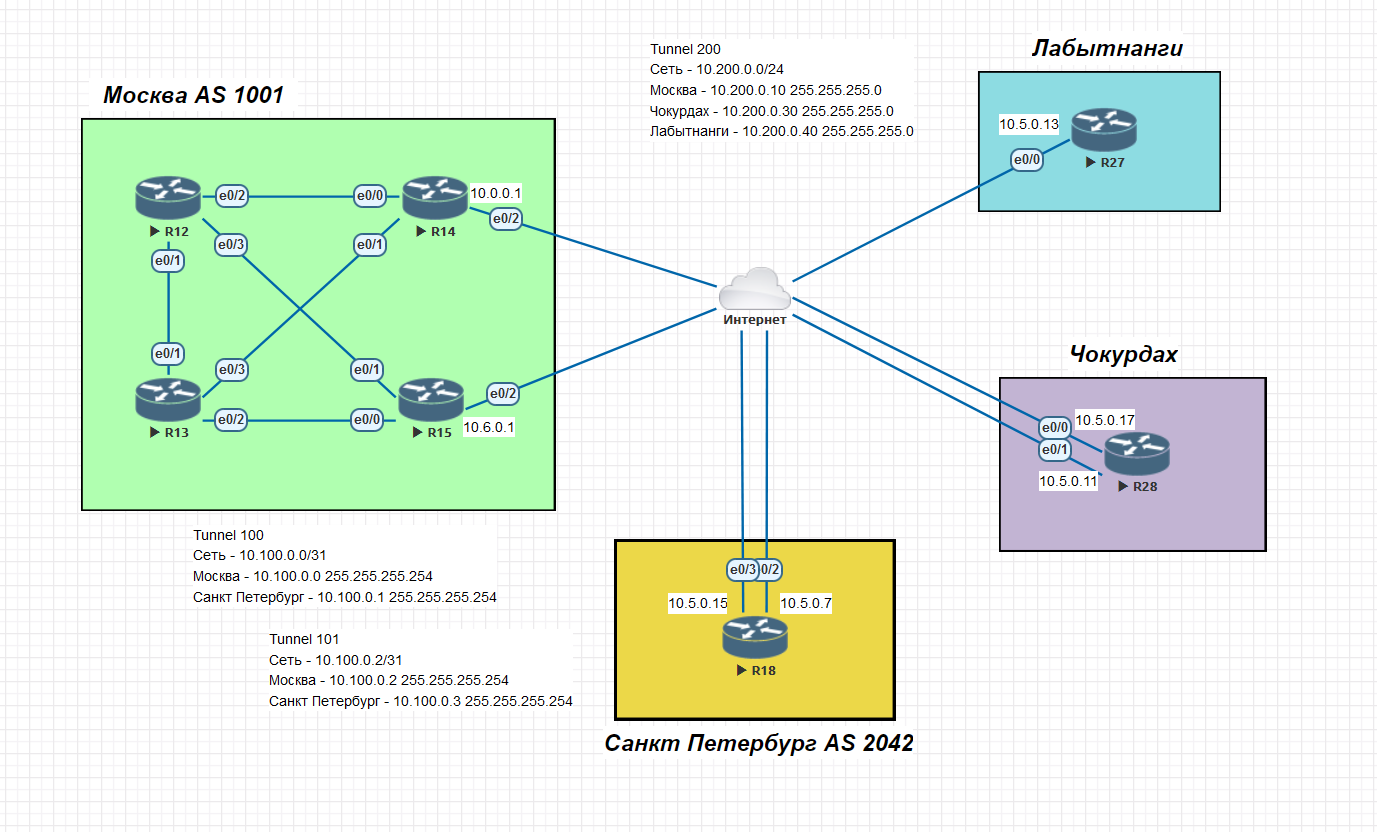 Tunnel 200
Сеть - 10.200.0.0/24
Москва - 10.200.0.10 255.255.255.0
Чокурдах - 10.200.0.30 255.255.255.0
Лабытнанги - 10.200.0.40 255.255.255.0
Лабытнанги
10.5.0.13
e0/0
R27
Москва AS 1001
R12
e0/2
e0/3
e0/1
e0/0
e0/1
10.0.0.1
e0/2
R14
e0/1
e0/3
e0/2
R13
e0/1
e0/0
e0/2
R15
10.6.0.1
Интернет
Чокурдах
e0/0
10.5.0.17
e0/1
10.5.0.11
R28
Tunnel 100
Сеть - 10.100.0.0/31
Москва - 10.100.0.0 255.255.255.254
Санкт Петербург - 10.100.0.1 255.255.255.254
Tunnel 101
Сеть - 10.100.0.2/31
Москва - 10.100.0.2 255.255.255.254
Санкт Петербург - 10.100.0.3 255.255.255.254
e0/3
0/2
10.5.0.15
10.5.0.7
R18
Санкт Петербург AS 2042